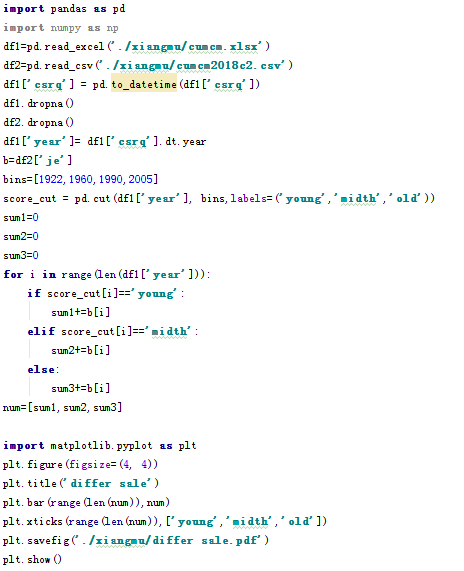 import pandas as pd
import numpy as np
df1=pd.read_excel('./xiangmu/cumcm.xlsx')
df2=pd.read_csv('./xiangmu/cumcm2018c2.csv')
df1['csrq'] = pd.to_datetime(df1['csrq'])
df1.dropna()
df2.dropna()
df1['year']= df1['csrq'].dt.year
b=df2['je']
bins=[1922,1960,1990,2005]
score_cut = pd.cut(df1['year'], bins,labels=('young','midth','old'))
sum1=0
sum2=0
sum3=0
for i in range(len(df1['year'])):
    if score_cut[i]=='young':
        sum1+=b[i]
    elif score_cut[i]=='midth':
        sum2+=b[i]
    else:
        sum3+=b[i]
num=[sum1,sum2,sum3]

import matplotlib.pyplot as plt
plt.figure(figsize=(4, 4))
plt.title('differ sale')
plt.bar(range(len(num)),num)
plt.xticks(range(len(num)),['young','midth','old'])
plt.savefig('./xiangmu/differ sale.pdf')
plt.show()